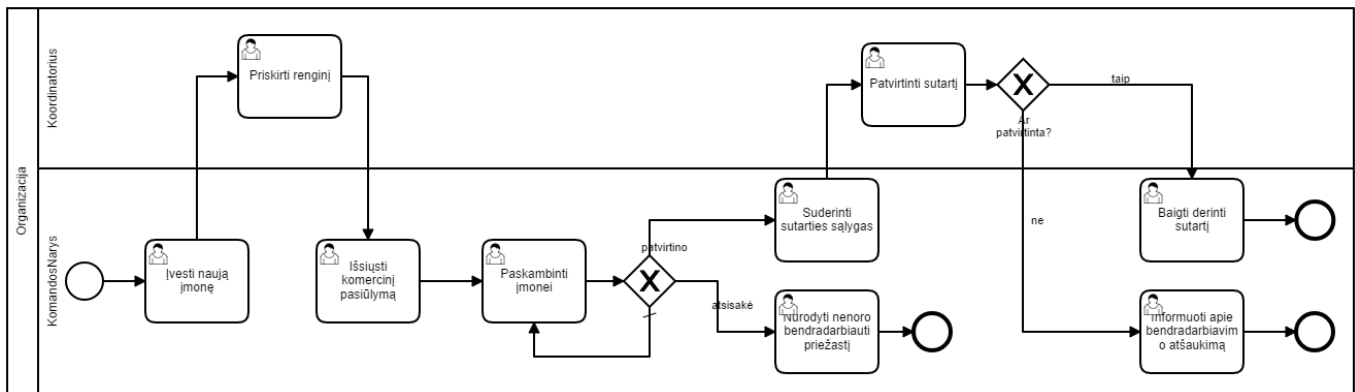 Organizacija
Koordinatorius
Priskirti renginį
Patvirtinti sutartį
Ar
patvirtinta?
taip
ne
KomandosNarys
Įvesti naują
įmonę
Išsiųsti
komercinį
pasiūlymą
Paskambinti
įmonei
patvirtino
atsisakė
Suderinti
sutarties sąlygas
Nurodyti nenoro
bendradarbiauti
priežastį
Baigti derinti
sutartį
Informuoti apie
bendradarbiavim
o atšaukimą